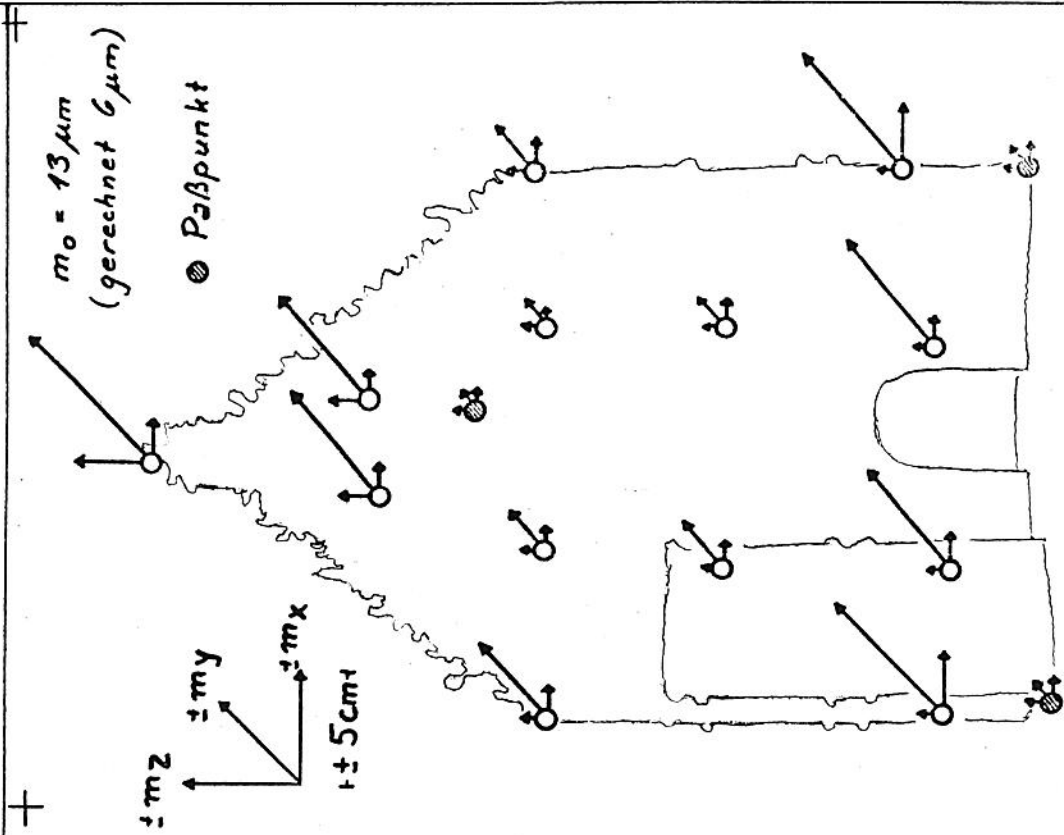 m₀ = 13 µm
(gerechnet 6 µm)
Paßpunkt
± mz
± my
± mx
± 5cm